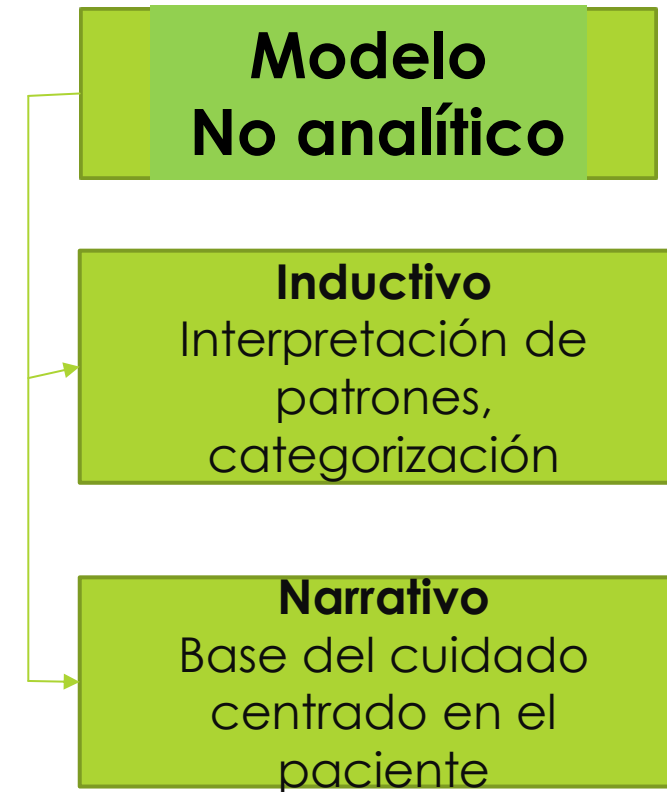 Modelo
No analítico
Inductivo
Interpretación de
patrones,
categorización
Narrativo
Base del cuidado
centrado en el
paciente